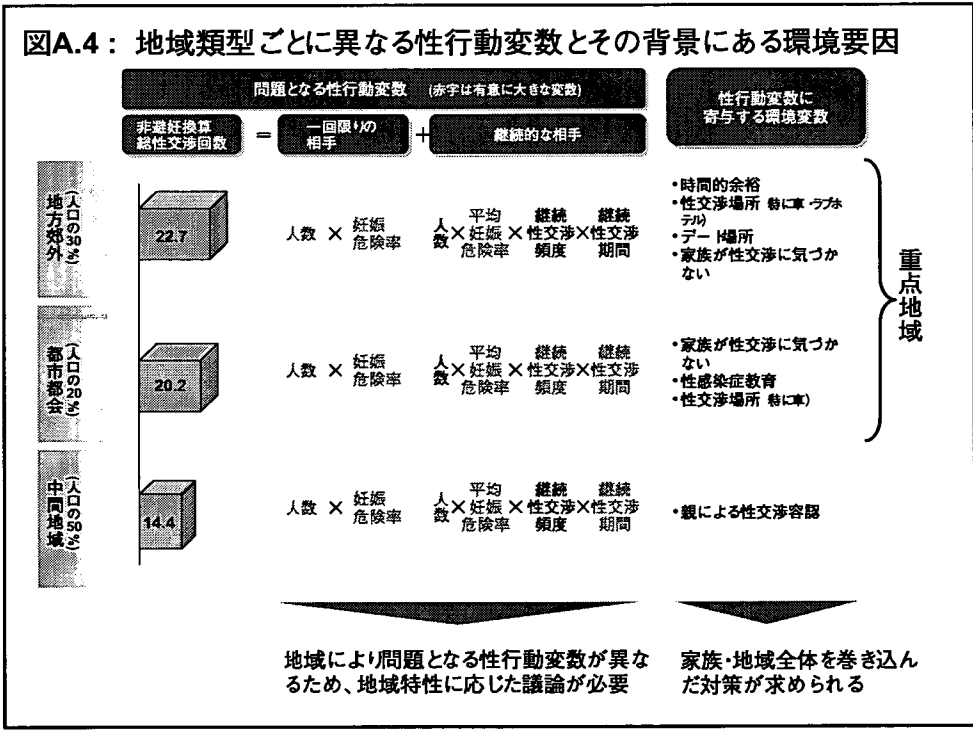 図A.4： 地域類型ごとに異なる性行動変数とその背景にある環境要因
問題となる性行動変数 (赤字は有意に大きな変数)
性行動変数に
寄与する環境変数
非避妊換算
総性交渉回数
=
一回限りの
相手
+
継続的な相手
地方郊外
(人口の30%)
22.7
人数 × 妊娠
危険率
人
数
×
平均
妊娠
危険率
×
継続
性交渉
頻度
×
継続
性交渉
期間
・時間的余裕
・性交渉場所 特に車・ラブホ
テル)
・デート場所
・家族が性交渉に気づか
ない
重点地域
都市都会
(人口の20%)
20.2
人数 × 妊娠
危険率
人
数
×
平均
妊娠
危険率
×
継続
性交渉
頻度
×
継続
性交渉
期間
・家族が性交渉に気づか
ない
・性感染症教育
・性交渉場所 特に車)
中間地域
(人口の50%)
14.4
人数 × 妊娠
危険率
人
数
×
平均
妊娠
危険率
×
継続
性交渉
頻度
×
継続
性交渉
期間
・親による性交渉容認
地域により問題となる性行動変数が異な
るため、地域特性に応じた議論が必要
家族・地域全体を巻き込ん
だ対策が求められる